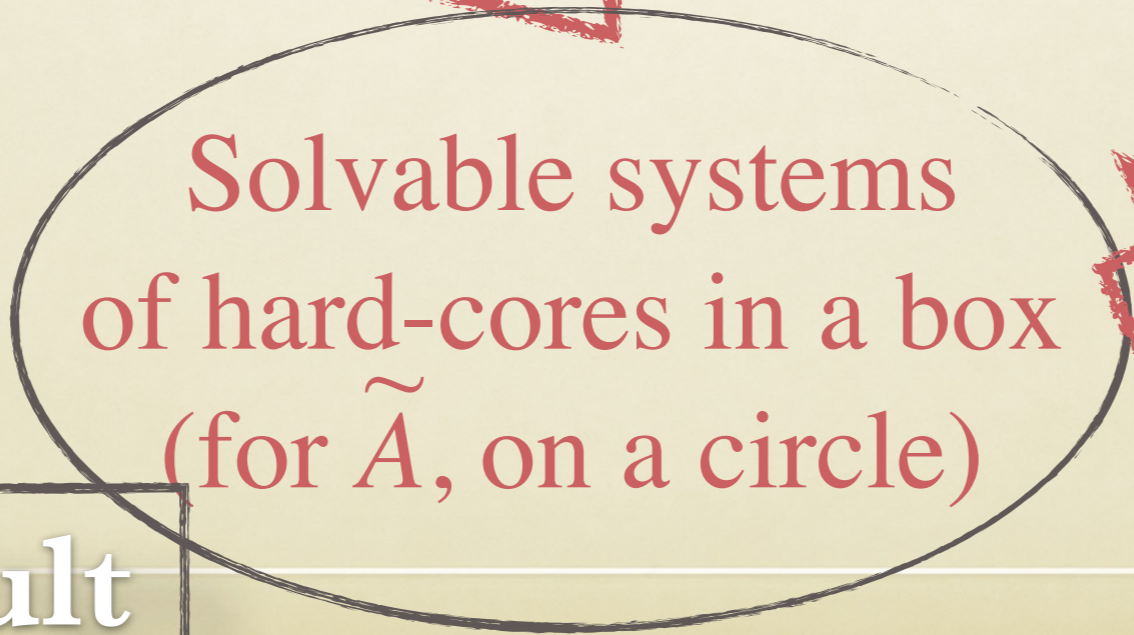 Solvable systems
of hard-cores in a box
(for Ã, on a circle)
ult